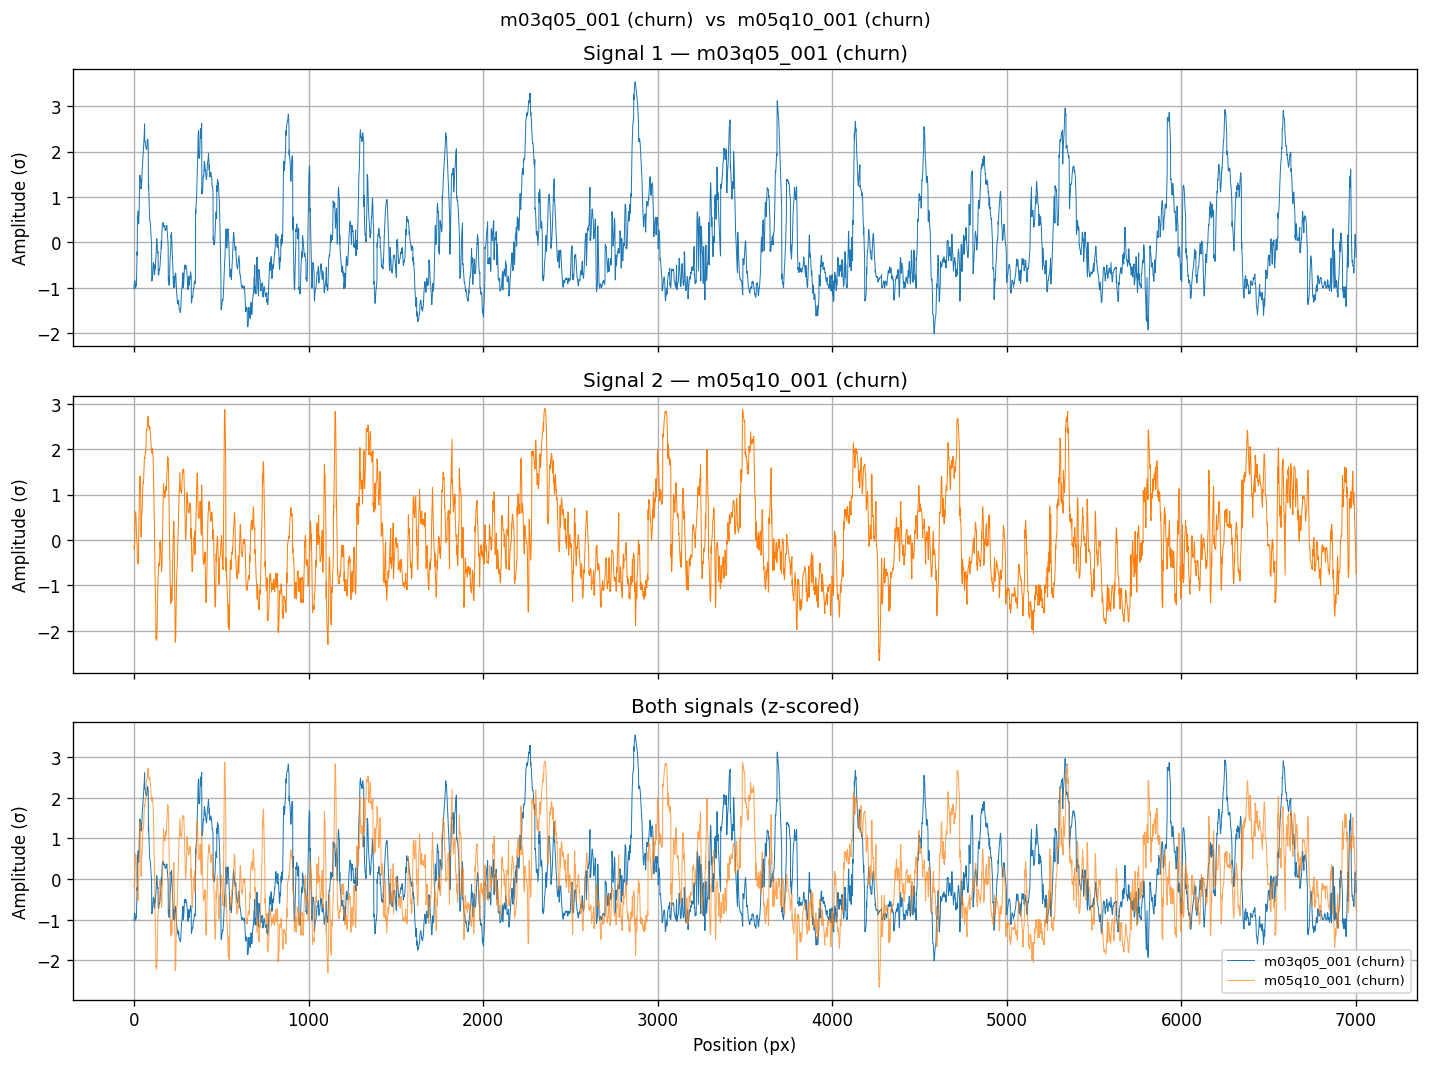 m03q05_001 (churn)  vs  m05q10_001 (churn)
Signal 1 — m03q05_001 (churn)
Amplitude (σ)
3
2
1
0
−1
−2
Signal 2 — m05q10_001 (churn)
Amplitude (σ)
3
2
1
0
−1
−2
Both signals (z-scored)
Amplitude (σ)
3
2
1
0
−1
−2
m03q05_001 (churn)
m05q10_001 (churn)
0 1000 2000 3000 4000 5000 6000 7000
Position (px)